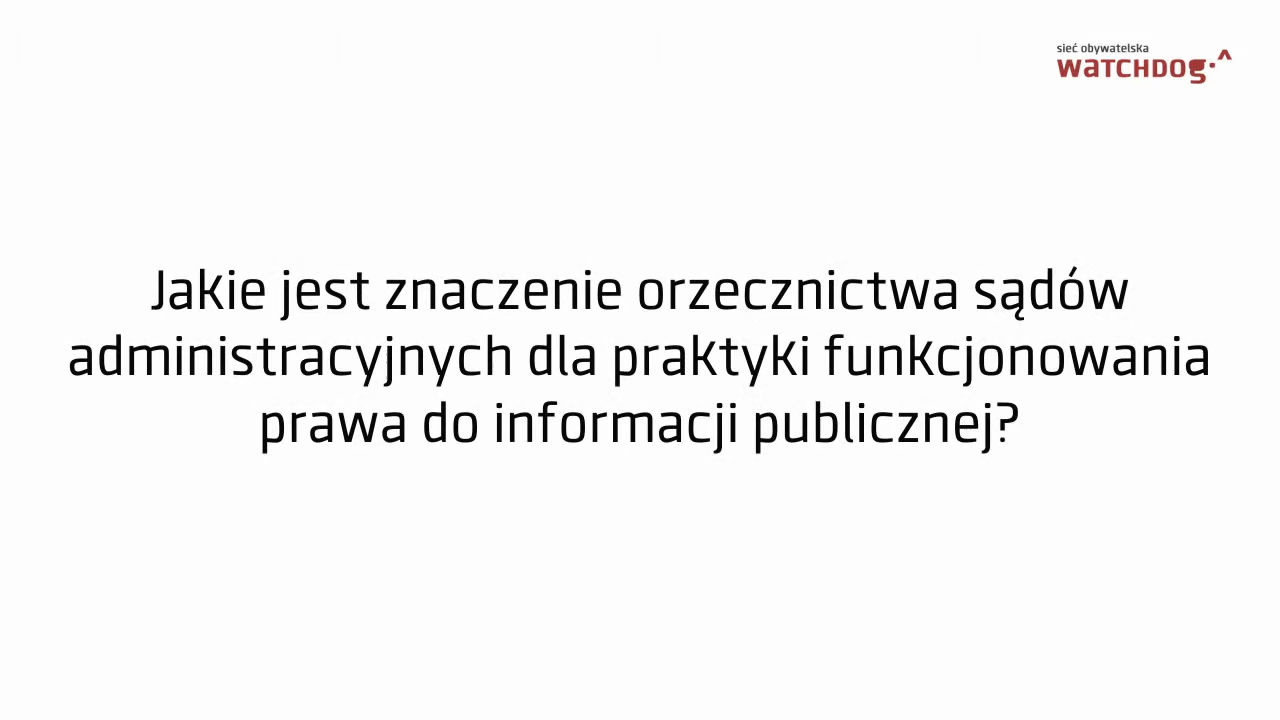 sieć obywatelska
WATCHDOG
Jakie jest znaczenie orzecznictwa sądów
administracyjnych dla praktyki funkcjonowania
prawa do informacji publicznej?